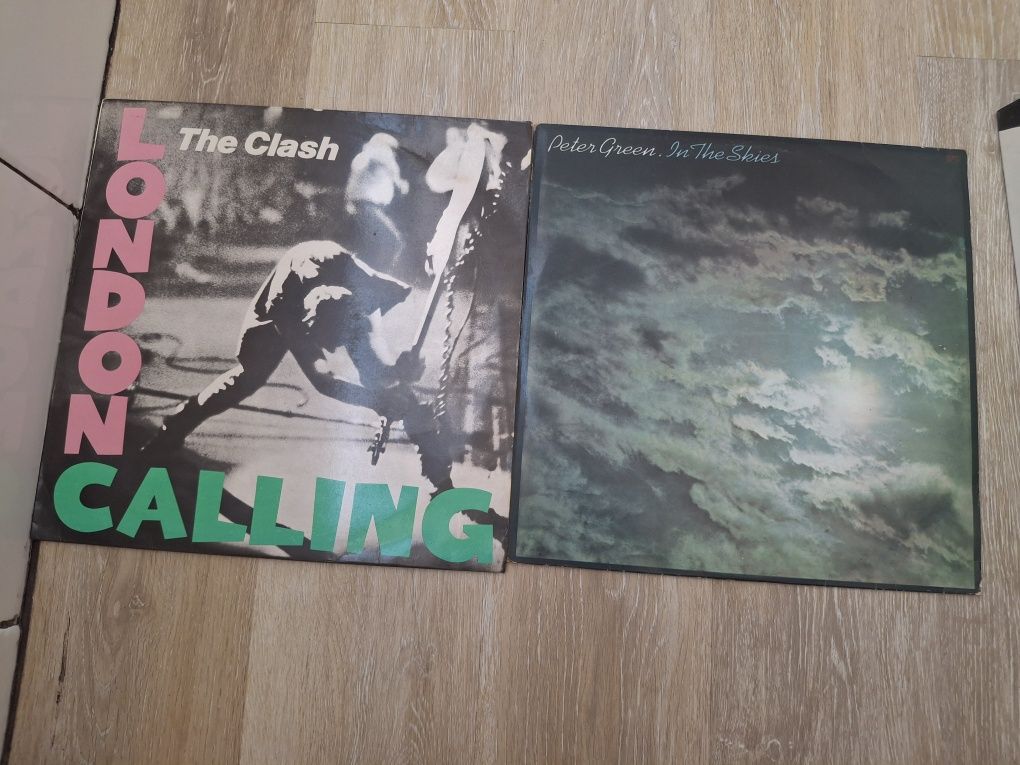 The Clash
LONDON
CALLING
Peter Green. In The Skies